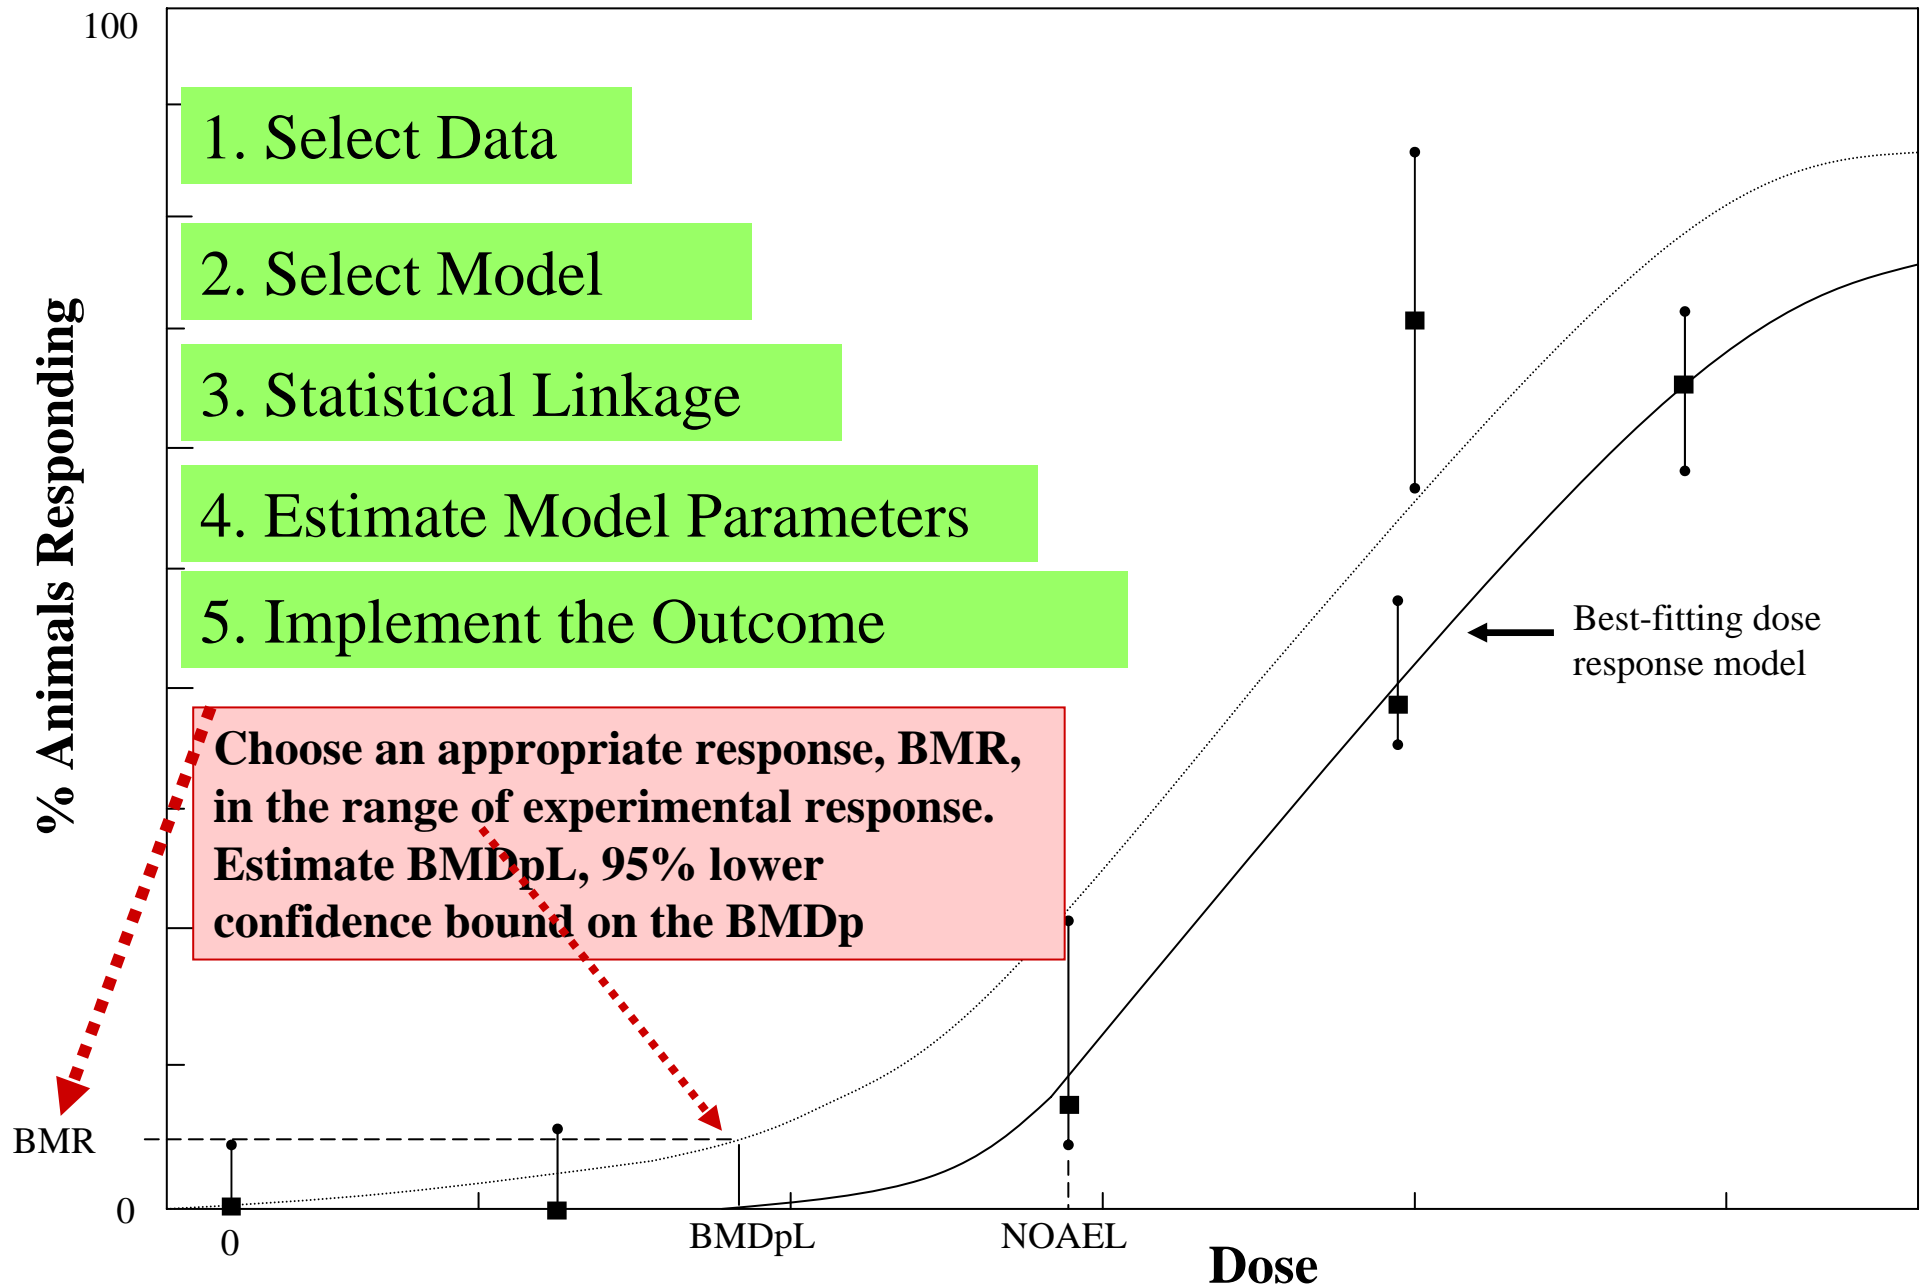 100
1. Select Data
2. Select Model
3. Statistical Linkage
4. Estimate Model Parameters
5. Implement the Outcome
% Animals Responding
Best-fitting dose
response model
Choose an appropriate response, BMR,
in the range of experimental response.
Estimate BMDpL, 95% lower
confidence bound on the BMDp
BMR
0
0
BMDpL
NOAEL
Dose